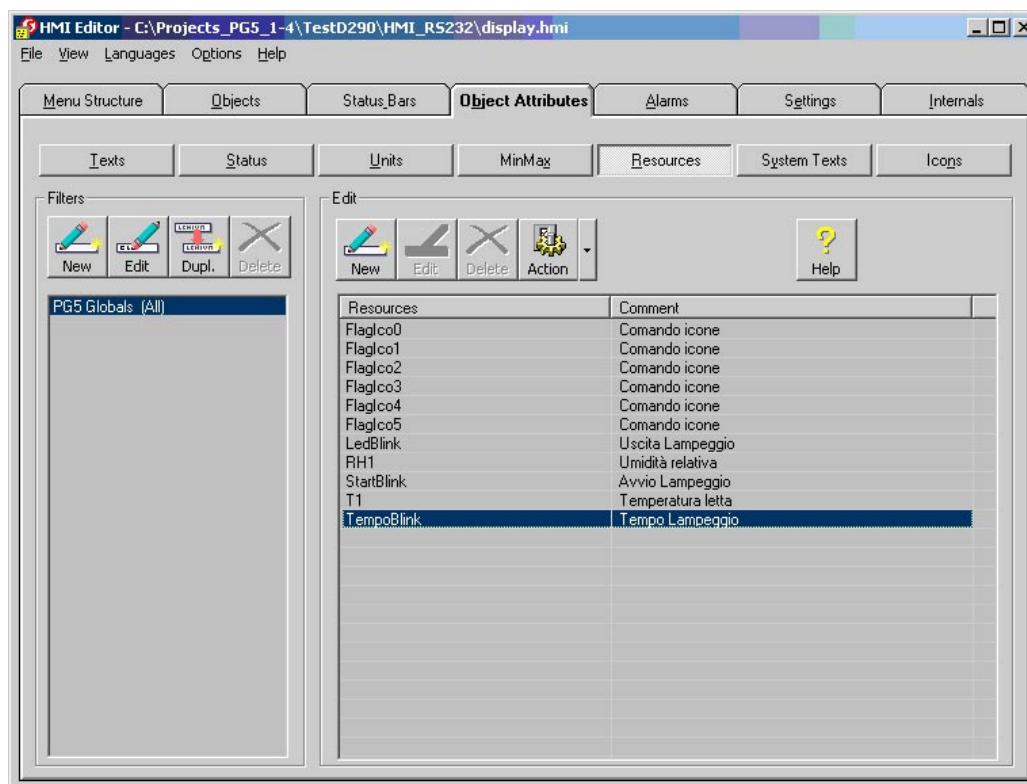 HMI Editor - C:\Projects_PG5_1-4\TestD290\HMI_RS232\display.hmi
File View Languages Options Help
Menu Structure Objects Status Bars Object Attributes Alarms Settings Internals
Texts Status Units MinMax Resources System Texts Icons
Filters Edit
New Edit Dupl. Delete New Edit Delete Action Help
PG5 Globals (All)
Resources Comment
FlagIco0 Comando icone
FlagIco1 Comando icone
FlagIco2 Comando icone
FlagIco3 Comando icone
FlagIco4 Comando icone
FlagIco5 Comando icone
LedBlink Uscita Lampeggio
RH1 Umidità relativa
StartBlink Avvio Lampeggio
T1 Temperatura letta
TempoBlink Tempo Lampeggio